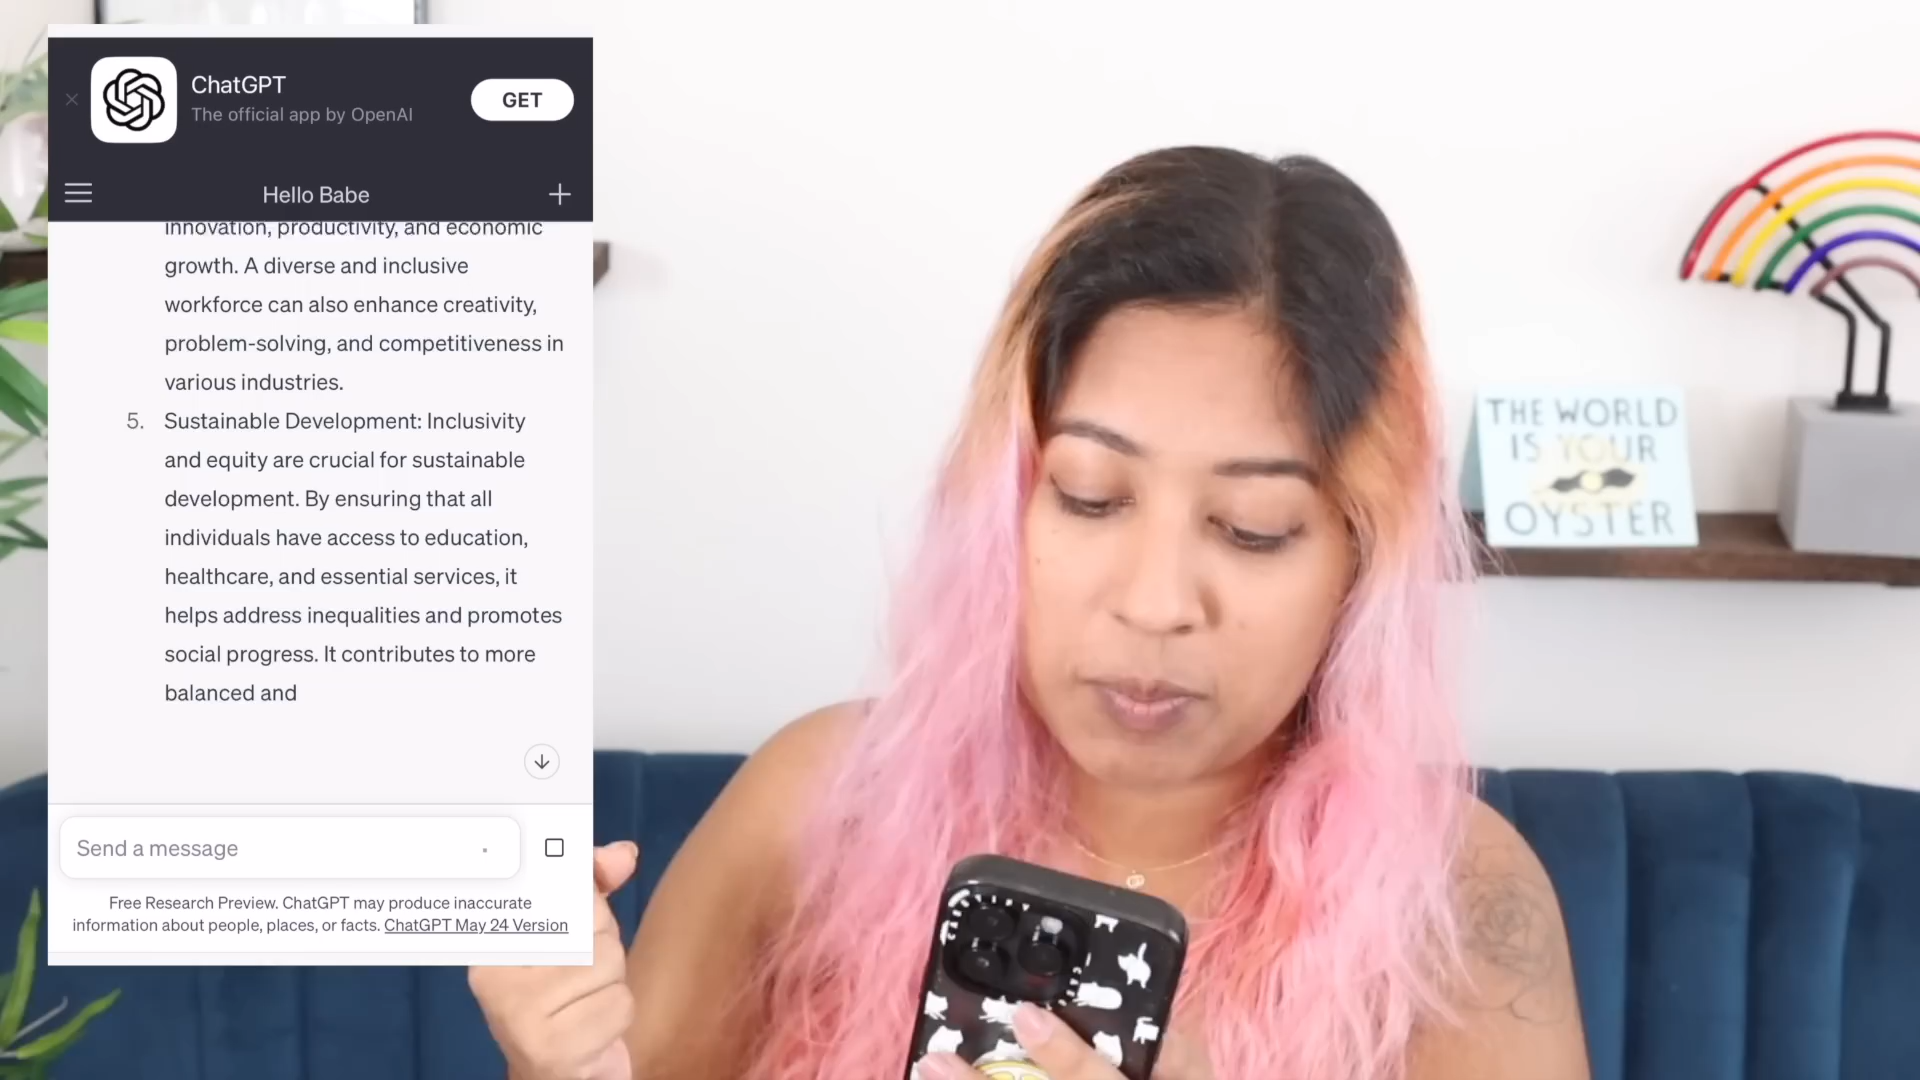 ChatGPT
The official app by OpenAI
GET
Hello Babe
innovation, productivity, and economic
growth. A diverse and inclusive
workforce can also enhance creativity,
problem-solving, and competitiveness in
various industries.
5. Sustainable Development: Inclusivity
and equity are crucial for sustainable
development. By ensuring that all
individuals have access to education,
healthcare, and essential services, it
helps address inequalities and promotes
social progress. It contributes to more
balanced and
Send a message
Free Research Preview. ChatGPT may produce inaccurate
information about people, places, or facts. ChatGPT May 24 Version
THE WORLD
IS YOUR
OYSTER